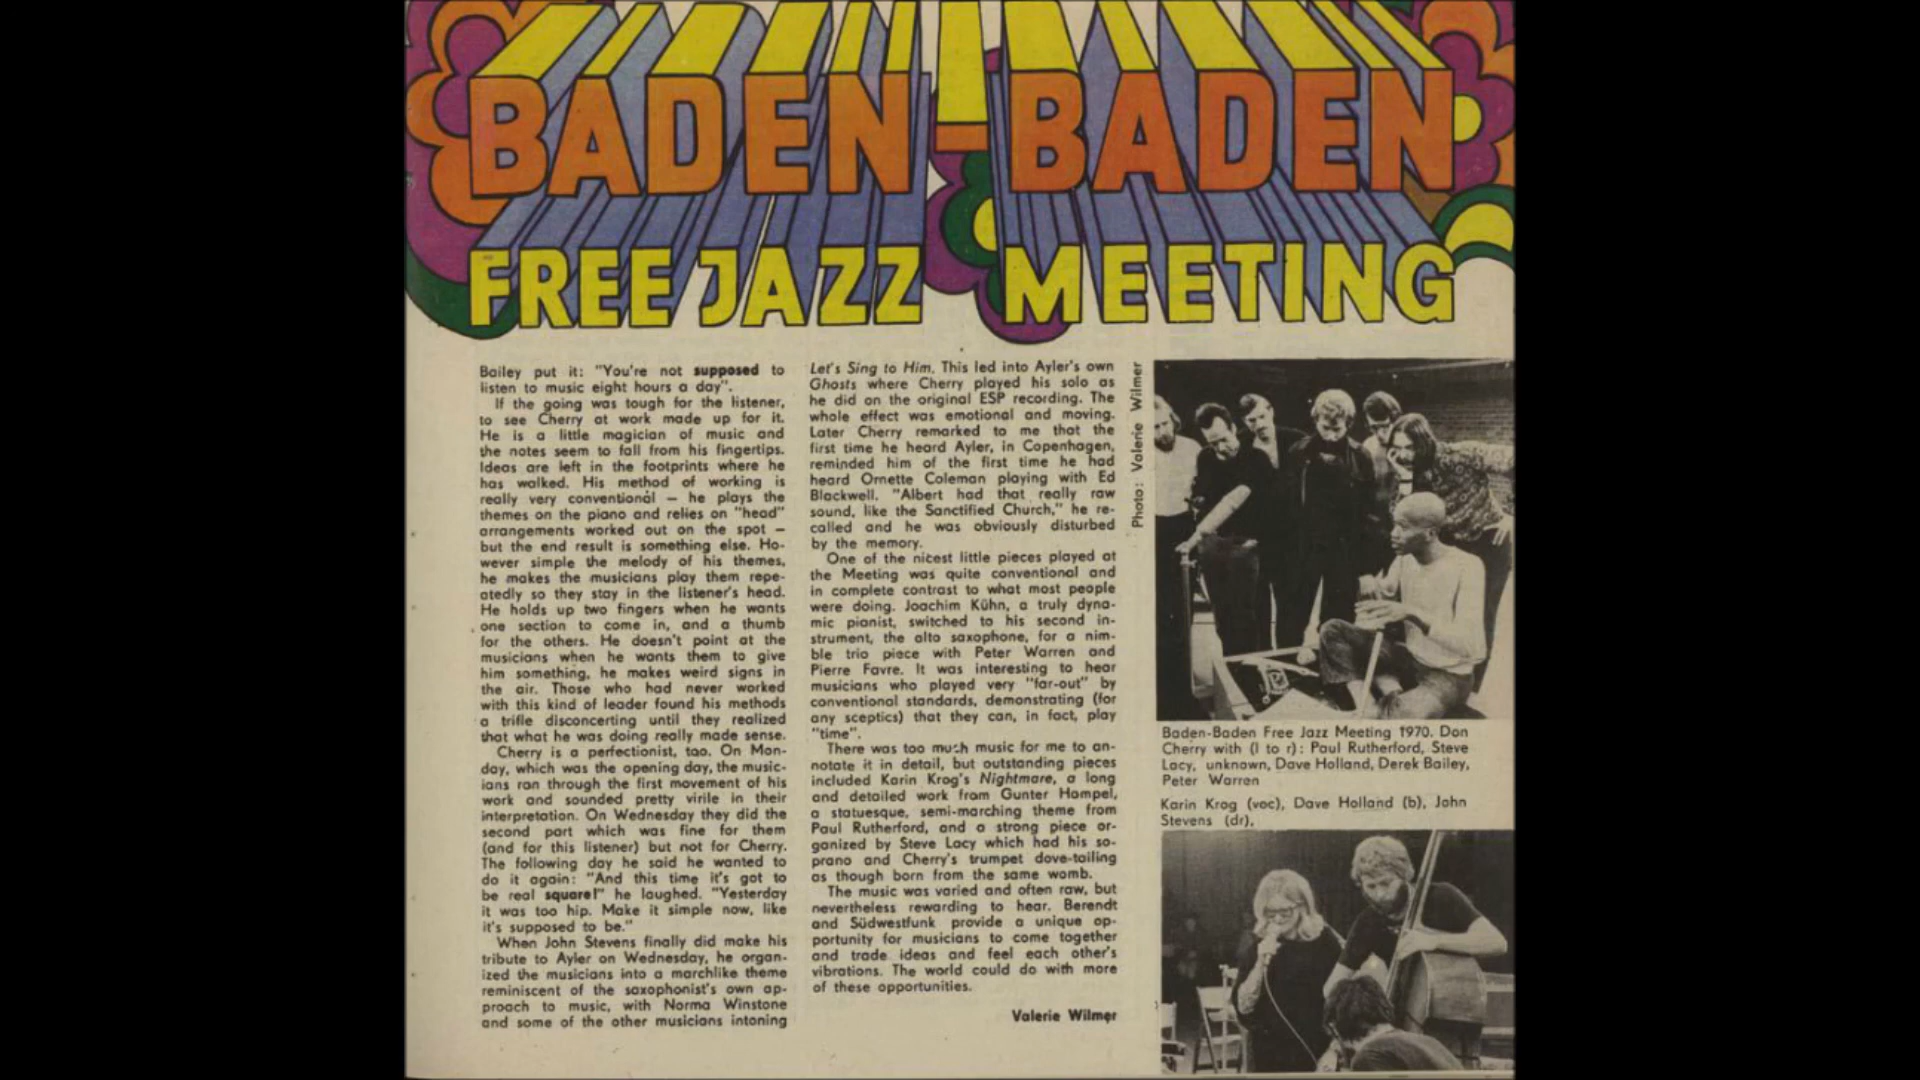 BADEN-BADEN
FREE JAZZ MEETING
Bailey put it: "You're not supposed to
listen to music eight hours a day".
If the going was tough for the listener,
to see Cherry at work made up for it.
He is a little magician of music and
the notes seem to fall from his fingertips.
Ideas are left in the footprints where he
has walked. His method of working is
really very conventional — he plays the
themes on the piano and relies on "head"
arrangements worked out on the spot —
but the end result is something else. Ho-
wever simple the melody of his themes,
he makes the musicians play them repe-
atedly so they stay in the listener's head.
He holds up two fingers when he wants
one section to come in, and a thumb
for the others. He doesn't point at the
musicians when he wants them to give
him something, he makes weird signs in
the air. Those who had never worked
with this kind of leader found his methods
a trifle disconcerting until they realized
that what he was doing really made sense.
Cherry is a perfectionist, too. On Mon-
day, which was the opening day, the music-
ians ran through the first movement of his
work and sounded pretty virile in their
interpretation. On Wednesday they did the
second part which was fine for them
(and for this listener) but not for Cherry.
The following day he said he wanted to
do it again: "And this time it's got to
be real square!" he laughed. "Yesterday
it was too hip. Make it simple now, like
it's supposed to be."
When John Stevens finally did make his
tribute to Ayler on Wednesday, he organ-
ized the musicians into a marchlike theme
reminiscent of the saxophonist's own ap-
proach to music, with Norma Winstone
and some of the other musicians intoning
Let's Sing to Him. This led into Ayler's own
Ghosts where Cherry played his solo as
he did on the original ESP recording. The
whole effect was emotional and moving.
Later Cherry remarked to me that the
first time he heard Ayler, in Copenhagen,
reminded him of the first time he had
heard Ornette Coleman playing with Ed
Blackwell. "Albert had that really raw
sound, like the Sanctified Church," he re-
called and he was obviously disturbed
by the memory.
One of the nicest little pieces played at
the Meeting was quite conventional and
in complete contrast to what most people
were doing. Joachim Kühn, a truly dyna-
mic pianist, switched to his second in-
strument, the alto saxophone, for a nim-
ble trio piece with Peter Warren and
Pierre Favre. It was interesting to hear
musicians who played very "far-out" by
conventional standards, demonstrating (for
any sceptics) that they can, in fact, play
"time".
There was too much music for me to an-
notate it in detail, but outstanding pieces
included Karin Krog's Nightmare, a long
and detailed work from Gunter Hampel,
a statuesque, semi-marching theme from
Paul Rutherford, and a strong piece or-
ganized by Steve Lacy which had his so-
prano and Cherry's trumpet dove-tailing
as though born from the same womb.
The music was varied and often raw, but
nevertheless rewarding to hear. Berendt
and Südwestfunk provide a unique op-
portunity for musicians to come together
and trade ideas and feel each other's
vibrations. The world could do with more
of these opportunities.
Valerie Wilmer
Photo: Valerie Wilmer
Baden-Baden Free Jazz Meeting 1970. Don
Cherry with (l to r): Paul Rutherford, Steve
Lacy, unknown, Dave Holland, Derek Bailey,
Peter Warren
Karin Krog (voc), Dave Holland (b), John
Stevens (dr).